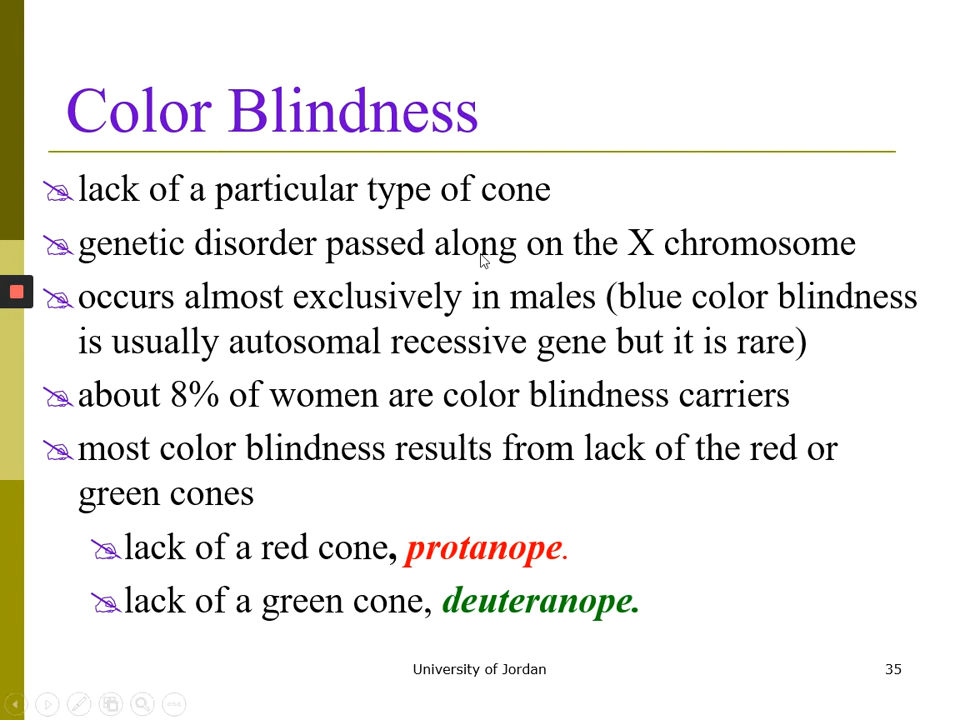 Color Blindness
lack of a particular type of cone
genetic disorder passed along on the X chromosome
occurs almost exclusively in males (blue color blindness
is usually autosomal recessive gene but it is rare)
about 8% of women are color blindness carriers
most color blindness results from lack of the red or
green cones
lack of a red cone, protanope.
lack of a green cone, deuteranope.
University of Jordan
35